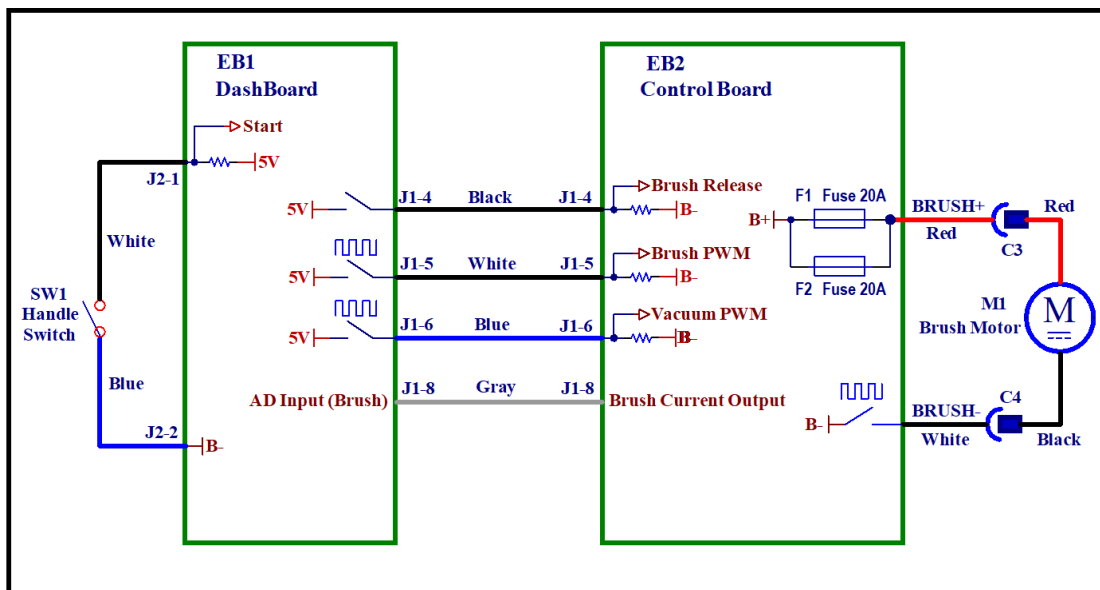 EB1
DashBoard
EB2
Control Board
Start
5V
J2-1
White
SW1
Handle
Switch
Blue
J2-2
B-
5V
J1-4
Black
J1-4
Brush Release
B-
5V
J1-5
White
J1-5
Brush PWM
B-
5V
J1-6
Blue
J1-6
Vacuum PWM
B-
AD Input (Brush)
J1-8
Gray
J1-8
Brush Current Output
F1 Fuse 20A
B+
F2 Fuse 20A
BRUSH+
Red
Red
C3
M1
Brush Motor
M
B-
BRUSH-
White
C4
Black